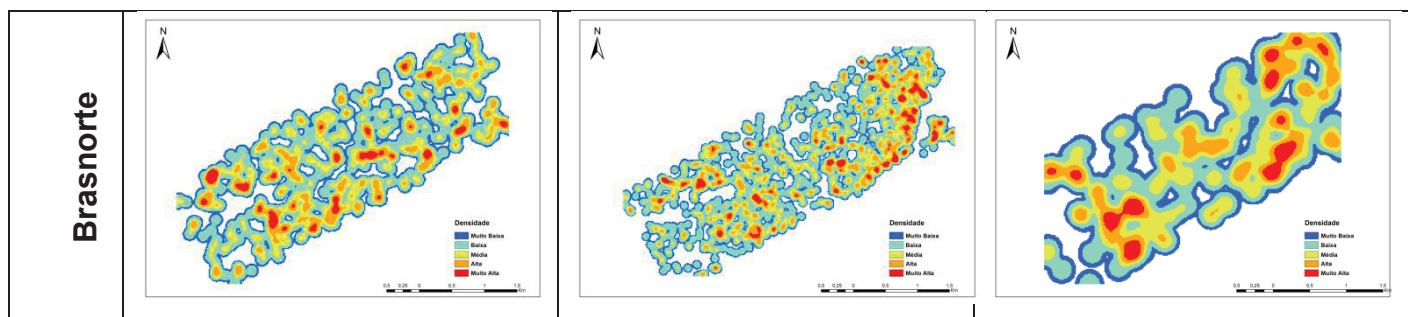 Brasnorte
N
Densidade
Muito Baixa
Baixa
Média
Alta
Muito Alta
0,5 0,25 0 0,5 1 1,5
Km
N
Densidade
Muito Baixa
Baixa
Média
Alta
Muito Alta
0,5 0,25 0 0,5 1 1,5
Km
N
Densidade
Muito Baixa
Baixa
Média
Alta
Muito Alta
0,5 0,25 0 0,5 1 1,5
Km